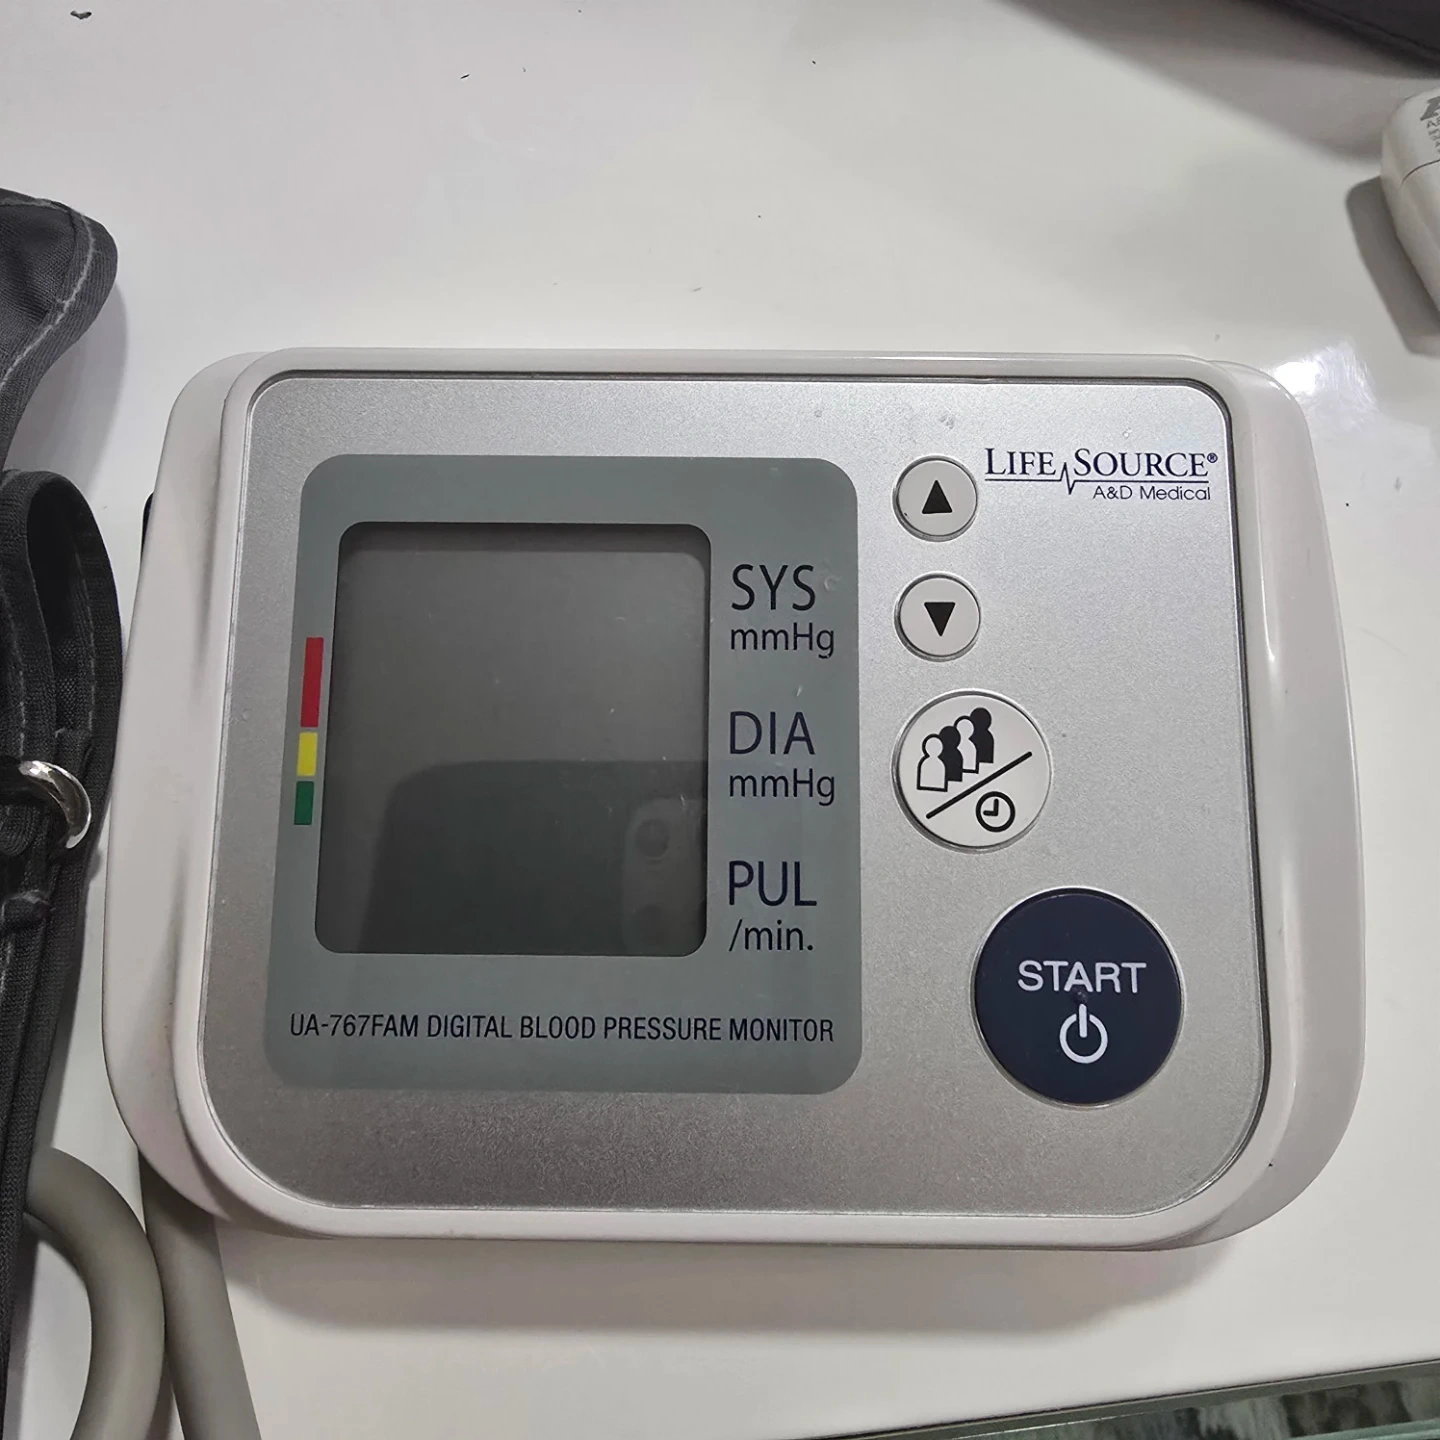 LIFE SOURCE®
A&D Medical
SYS
mmHg
DIA
mmHg
PUL
/min.
START
UA-767FAM DIGITAL BLOOD PRESSURE MONITOR